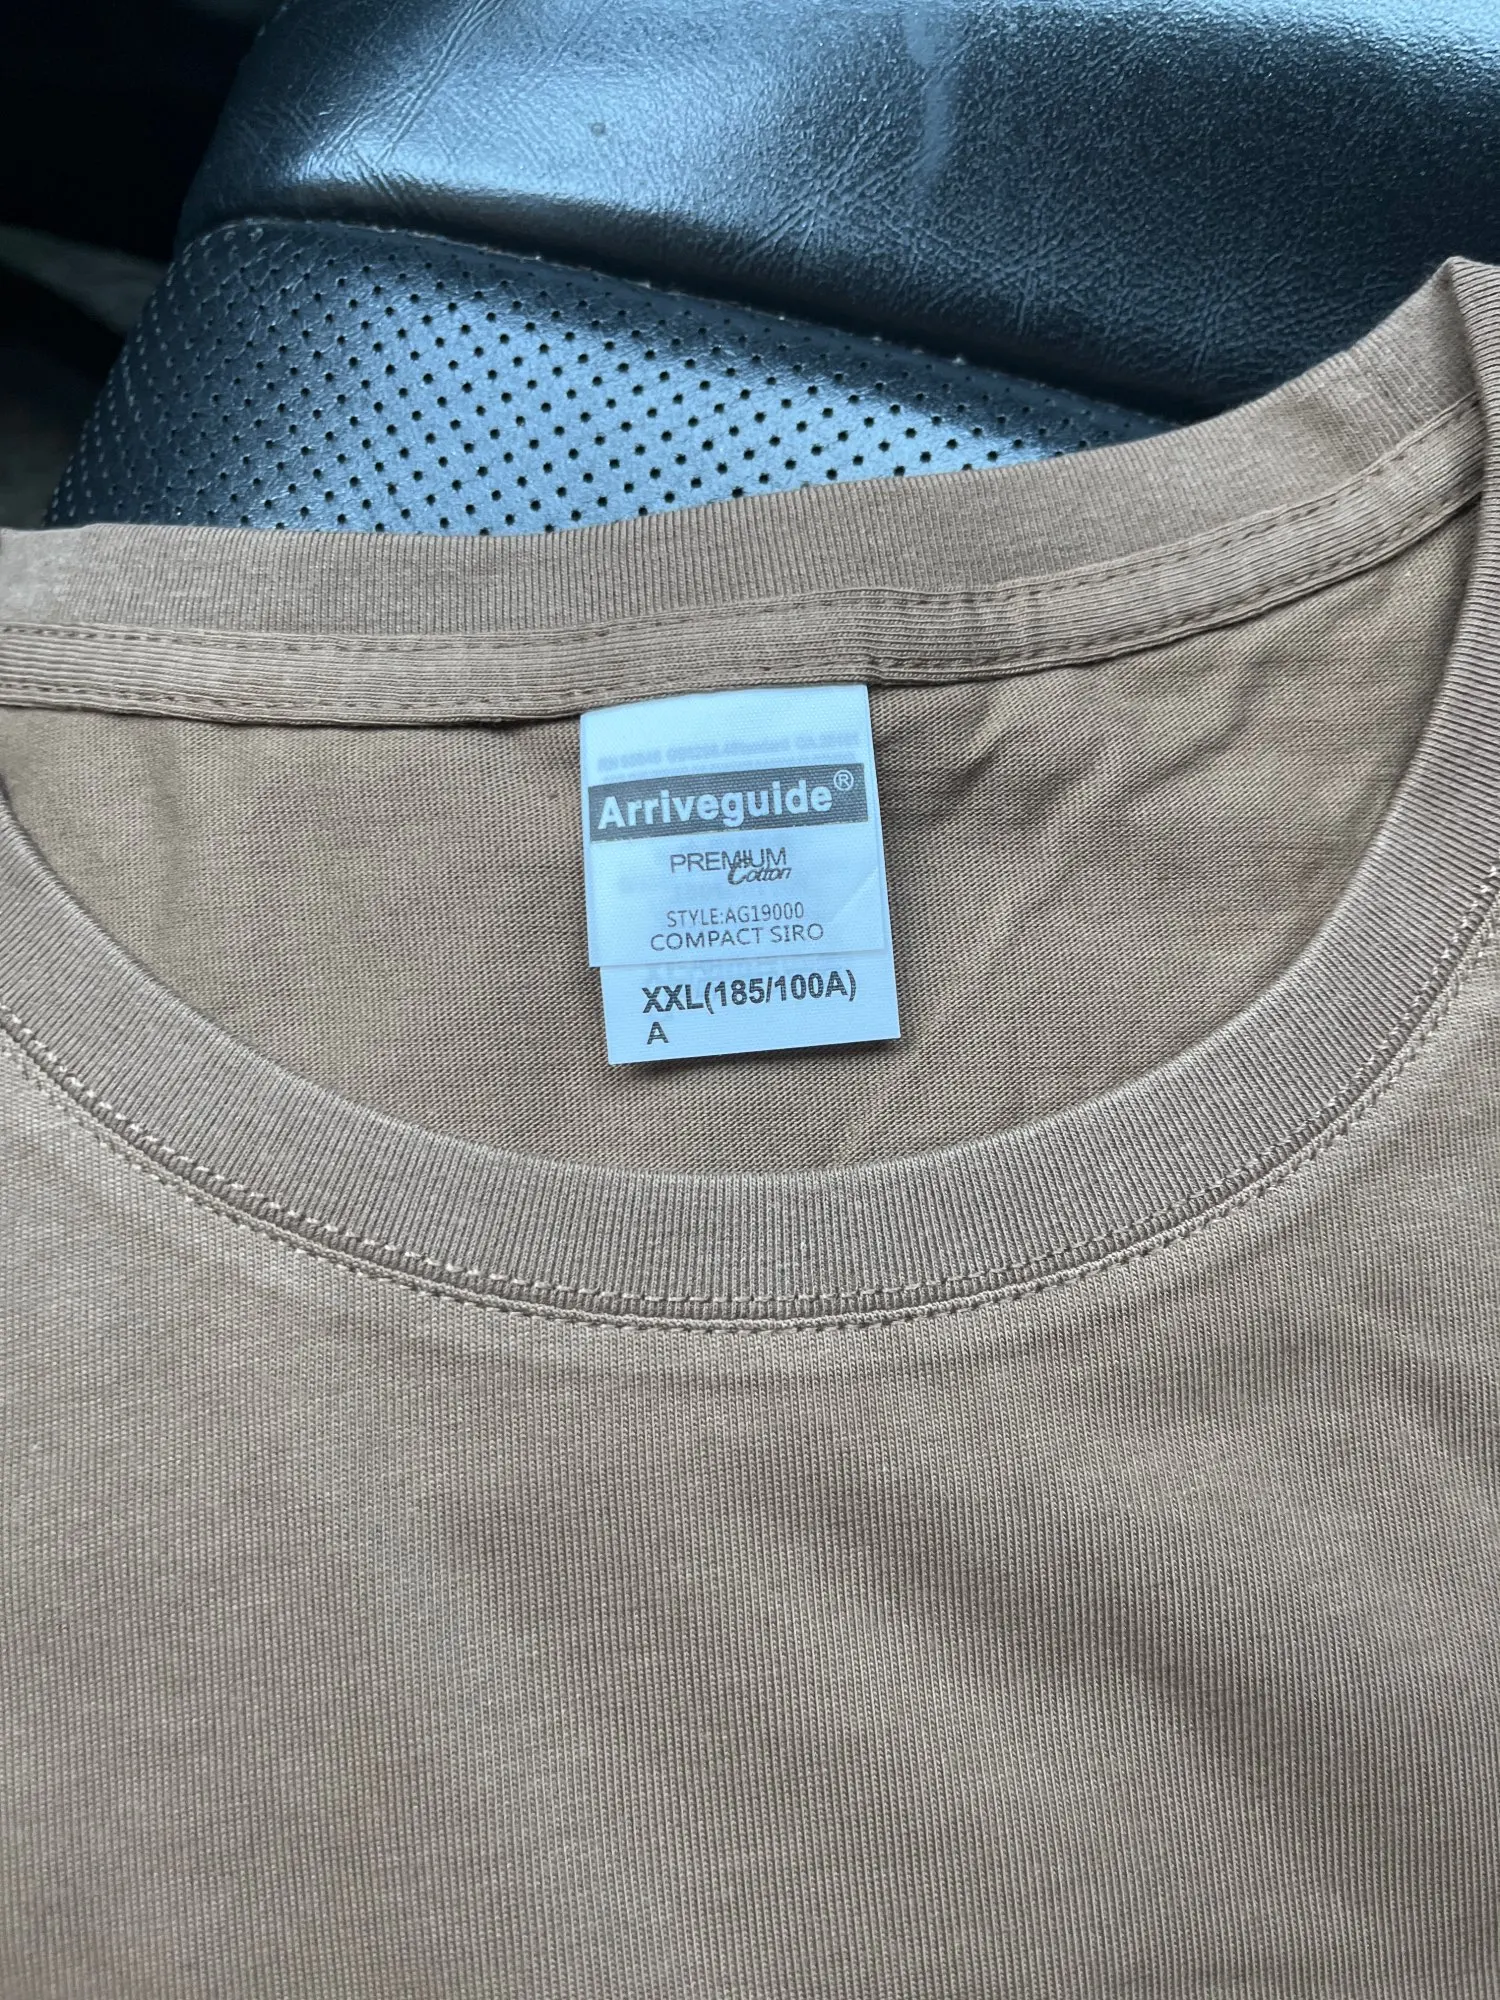 Arriveguide®
PREMIUM
Cotton
STYLE:AG19000
COMPACT SIRO
XXL(185/100A)
A